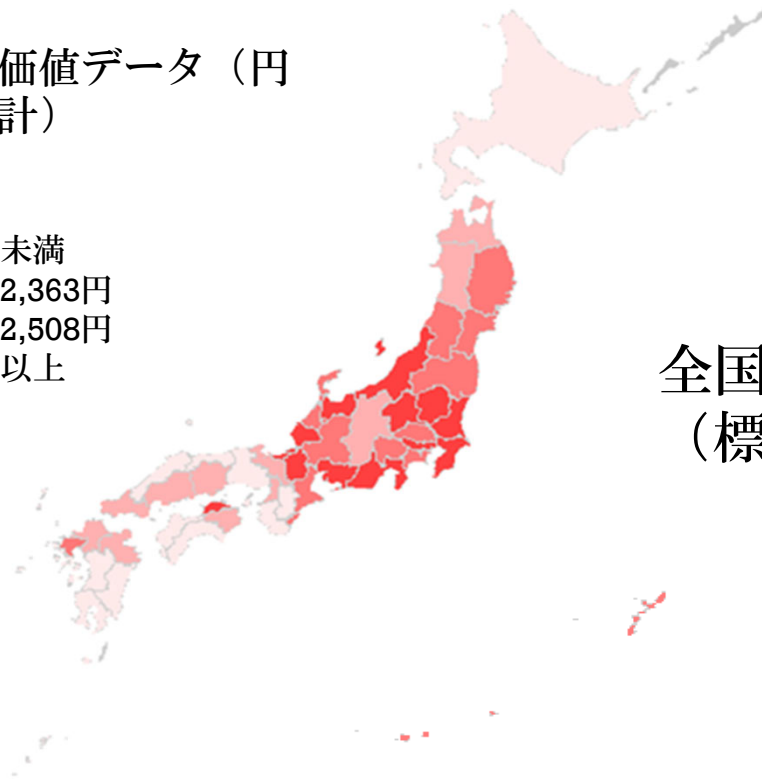 価値データ（円
計）
未満
2,363円
2,508円
以上
全国
（標